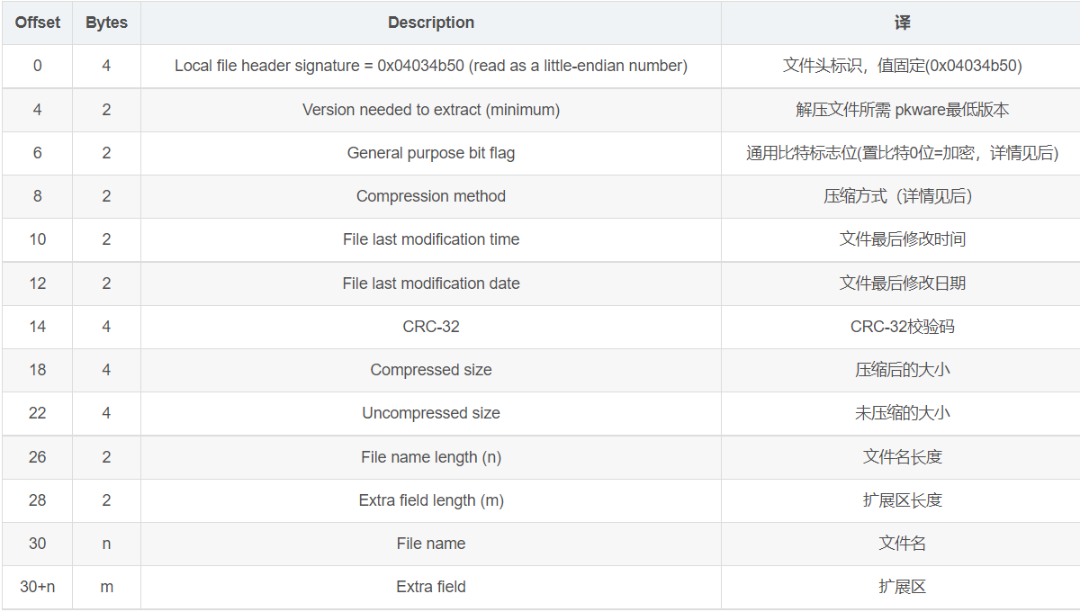 Offset Bytes Description 译
0 4 Local file header signature = 0x04034b50 (read as a little-endian number) 文件头标识，值固定(0x04034b50)
4 2 Version needed to extract (minimum) 解压文件所需 pkware最低版本
6 2 General purpose bit flag 通用比特标志位(置比特0位=加密，详情见后)
8 2 Compression method 压缩方式（详情见后）
10 2 File last modification time 文件最后修改时间
12 2 File last modification date 文件最后修改日期
14 4 CRC-32 CRC-32校验码
18 4 Compressed size 压缩后的大小
22 4 Uncompressed size 未压缩的大小
26 2 File name length (n) 文件名长度
28 2 Extra field length (m) 扩展区长度
30 n File name 文件名
30+n m Extra field 扩展区